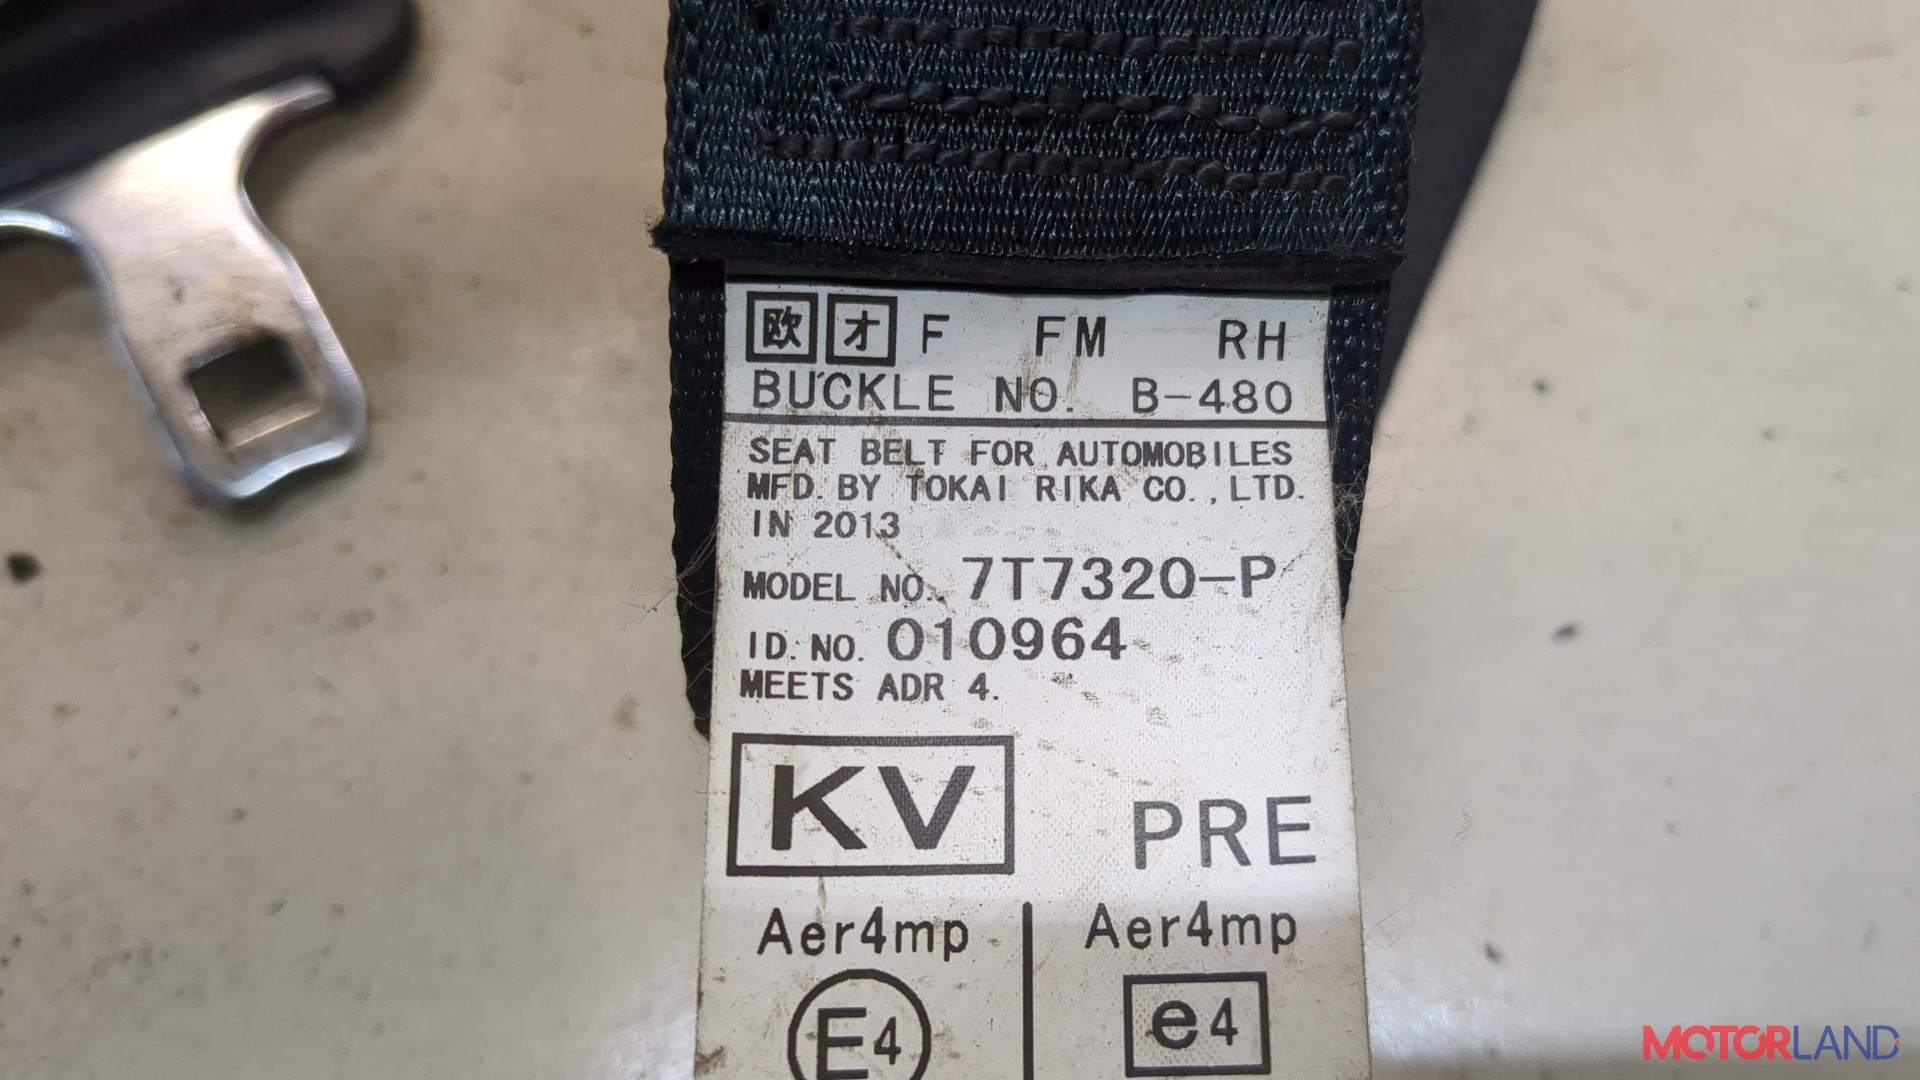 欧 オ F FM RH
BUCKLE NO. B-480
SEAT BELT FOR AUTOMOBILES
MFD. BY TOKAI RIKA CO., LTD.
IN 2013
MODEL NO. 7T7320-P
ID. NO. 010964
MEETS ADR 4.
KV PRE
Aer4mp Aer4mp
E4 e4
MOTORLAND